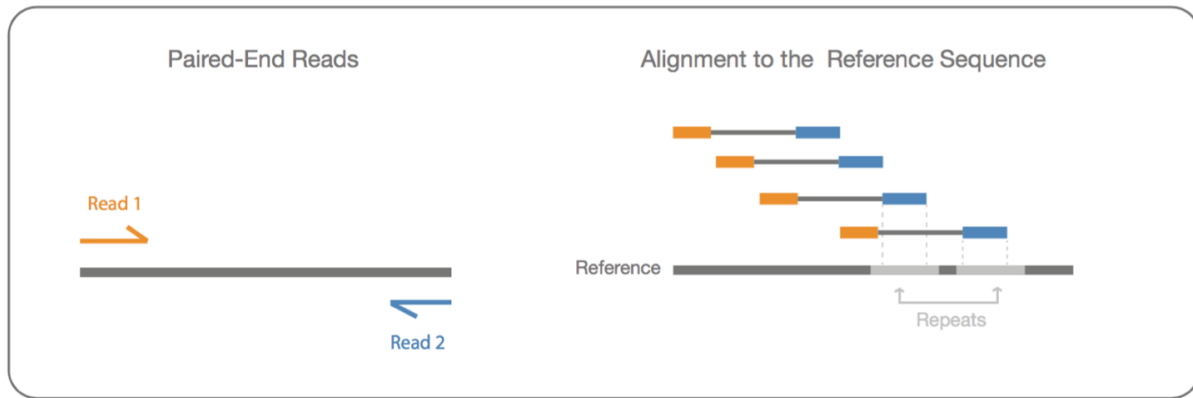 Paired-End Reads
Alignment to the Reference Sequence
Read 1
Read 2
Reference
Repeats